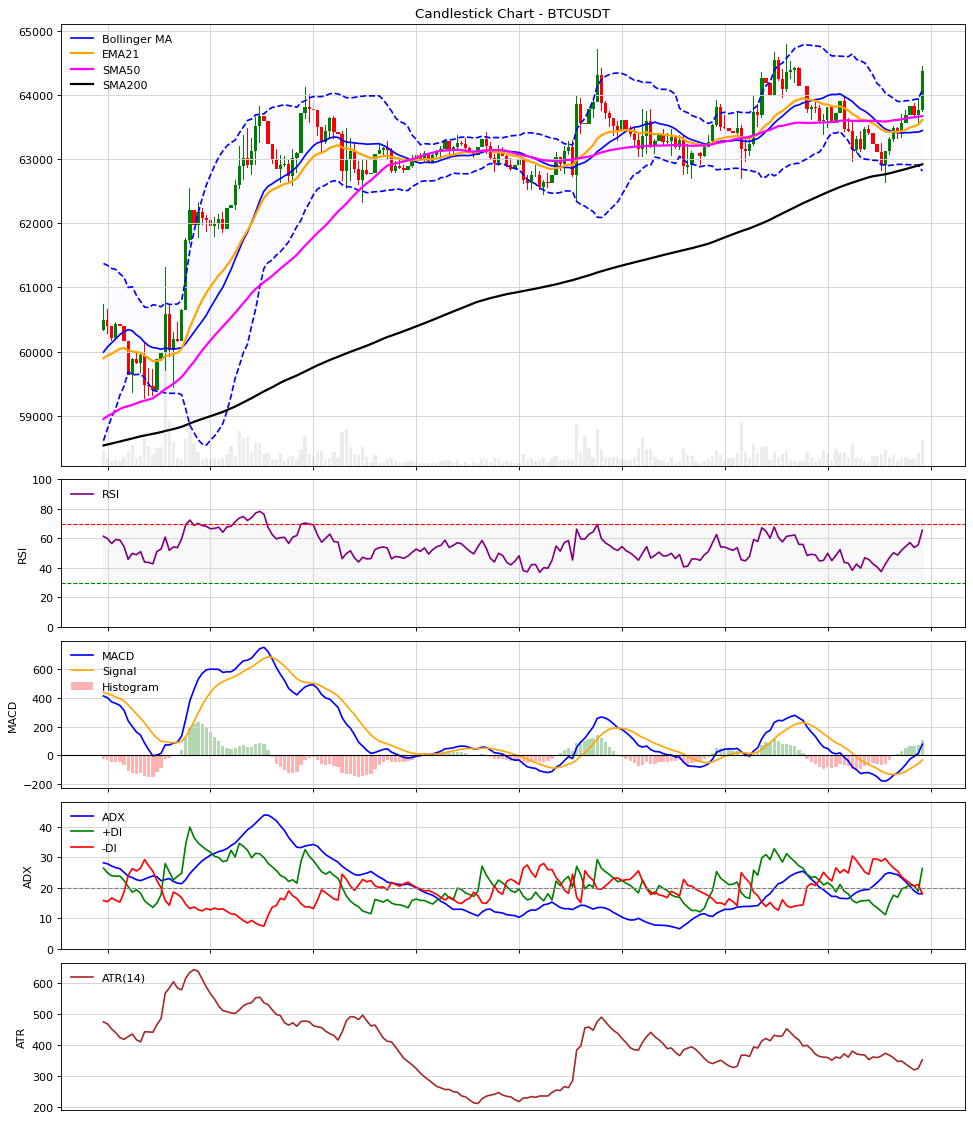 Candlestick Chart - BTCUSDT
65000
64000
63000
62000
61000
60000
59000
Bollinger MA
EMA21
SMA50
SMA200
100
80
60
40
20
0
RSI
RSI
600
400
200
0
−200
MACD
MACD
Signal
Histogram
40
30
20
10
0
ADX
ADX
+DI
-DI
600
500
400
300
200
ATR
ATR(14)